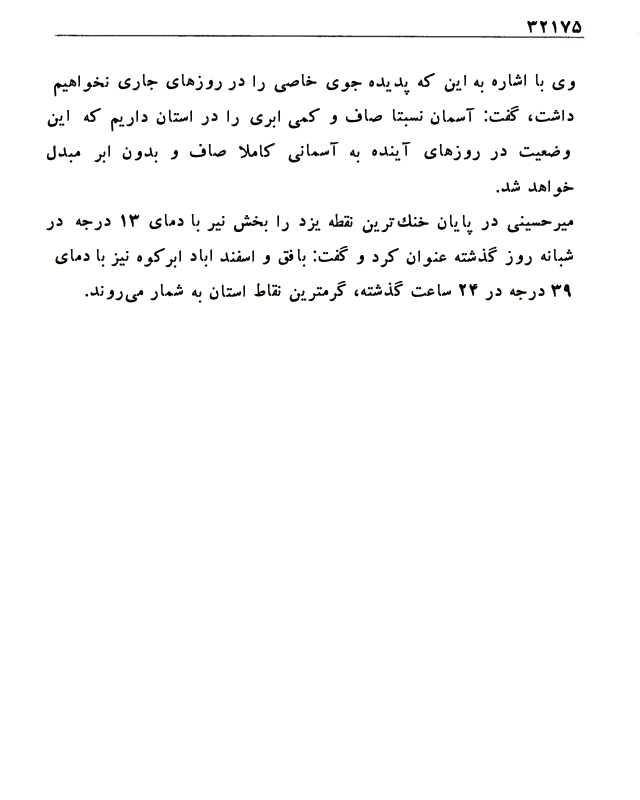 ۳۲۱۷۵
وی با اشاره به این که پدیده جوی خاصی را در روزهای جاری نخواهیم
داشت، گفت: آسمان نسبتا صاف و کمی ابری را در استان داریم که این
وضعیت در روزهای آینده به آسمانی کاملا صاف و بدون ابر مبدل
خواهد شد.
میرحسینی در پایان خنك‌ترین نقطه یزد را بخش نیر با دمای ۱۳ درجه در
شبانه روز گذشته عنوان کرد و گفت: بافق و اسفند اباد ابرکوه نیز با دمای
۳۹ درجه در ۲۴ ساعت گذشته، گرمترین نقاط استان به شمار می‌روند.